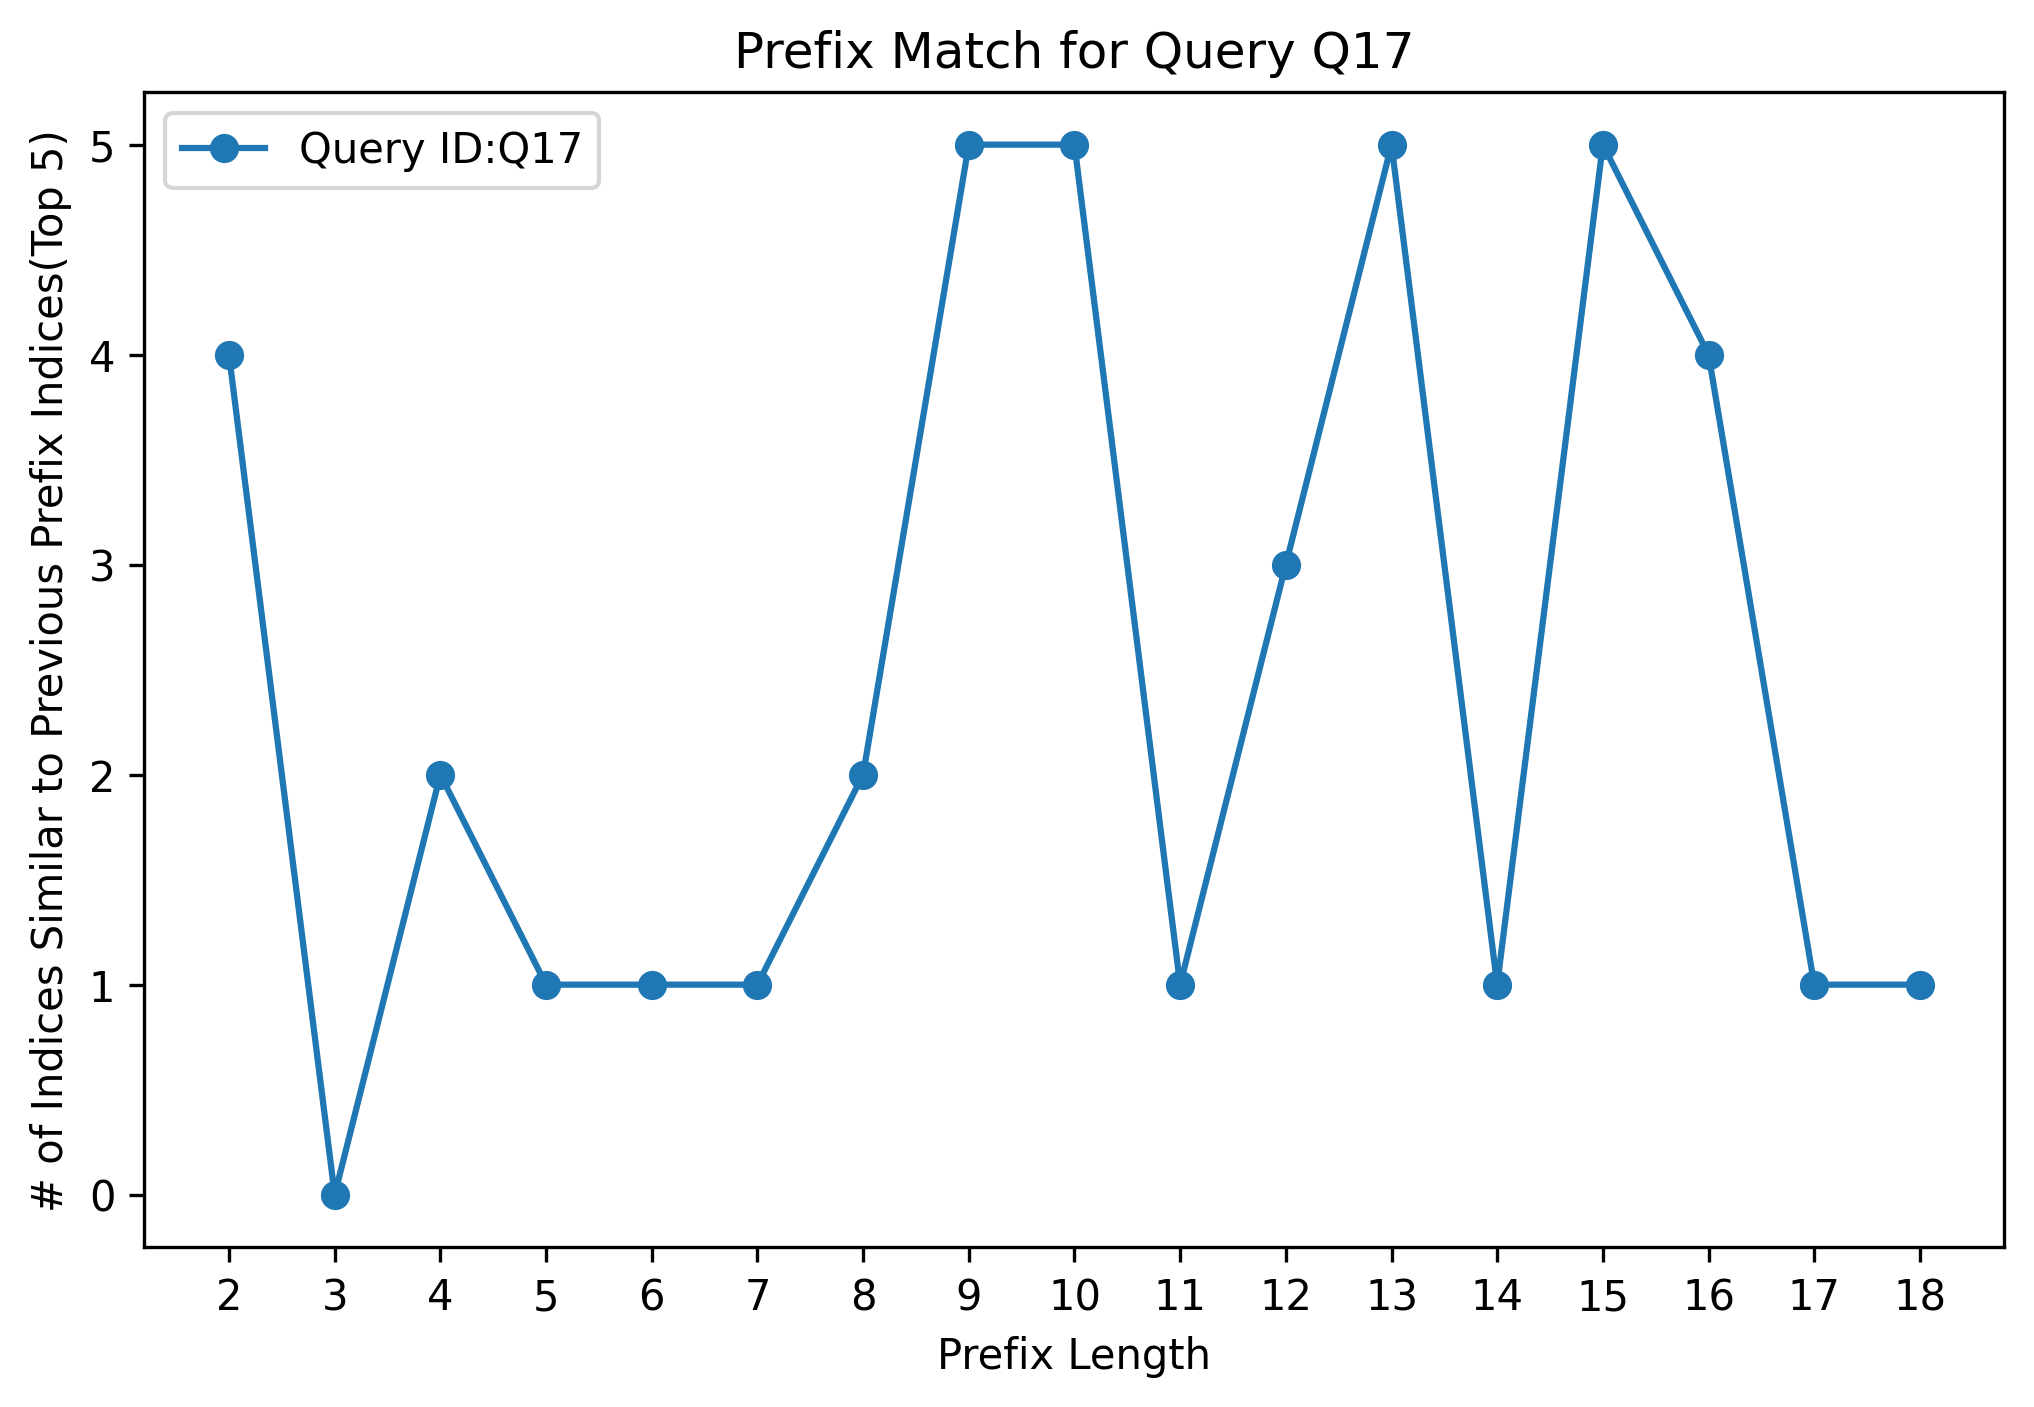 Prefix Match for Query Q17
Query ID:Q17
# of Indices Similar to Previous Prefix Indices(Top 5)
5
4
3
2
1
0
2 3 4 5 6 7 8 9 10 11 12 13 14 15 16 17 18
Prefix Length